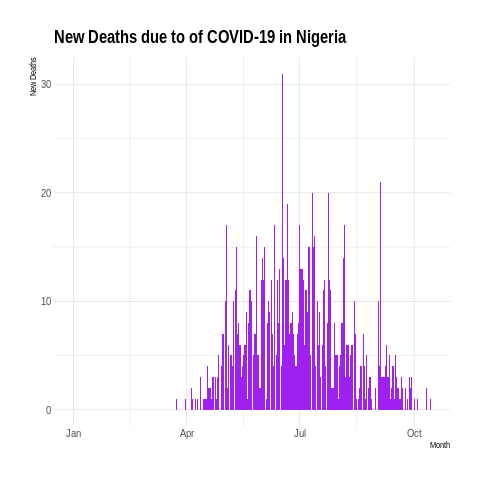 New Deaths due to of COVID-19 in Nigeria
New Deaths
30
20
10
0
Jan Apr Jul Oct
Month